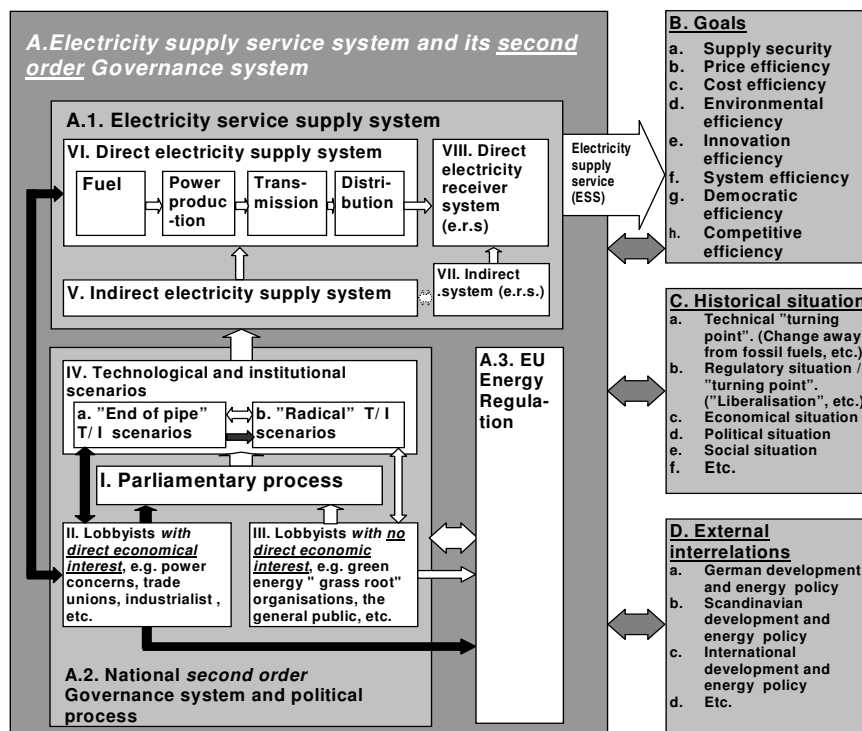 A.Electricity supply service system and its second
order Governance system
A.1. Electricity service supply system
VI. Direct electricity supply system
Fuel
Power
produc
-tion
Trans-
mission
Distri-
bution
VIII. Direct
electricity
receiver
system
(e.r.s)
V. Indirect electricity supply system
VII. Indirect
.system (e.r.s.)
Electricity
supply
service
(ESS)
IV. Technological and institutional
scenarios
a. ”End of pipe”
T/ I scenarios
b. ”Radical” T/ I
scenarios
I. Parliamentary process
II. Lobbyists with
direct economical
interest, e.g. power
concerns, trade
unions, industrialist ,
etc.
III. Lobbyists with no
direct economic
interest, e.g. green
energy " grass root"
organisations, the
general public, etc.
A.2. National second order
Governance system and political
process
A.3. EU
Energy
Regula-
tion
B. Goals
a. Supply security
b. Price efficiency
c. Cost efficiency
d. Environmental
efficiency
e. Innovation
efficiency
f. System efficiency
g. Democratic
efficiency
h. Competitive
efficiency
C. Historical situation
a. Technical ”turning
point”. (Change away
from fossil fuels, etc.)
b. Regulatory situation /
”turning point”.
(”Liberalisation”, etc.)
c. Economical situation
d. Political situation
e. Social situation
f. Etc.
D. External
interrelations
a. German development
and energy policy
b. Scandinavian
development and
energy policy
c. International
development and
energy policy
d. Etc.